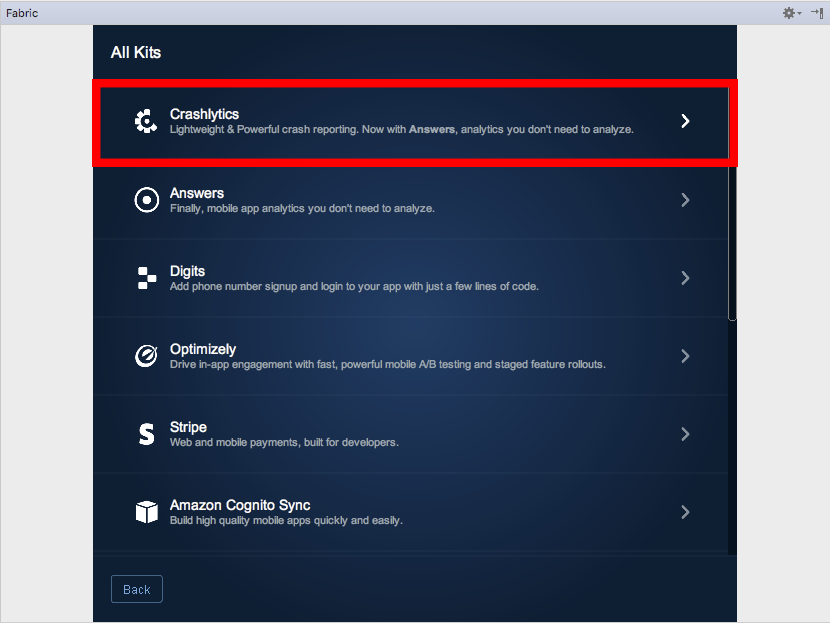 Fabric
All Kits
Crashlytics
Lightweight & Powerful crash reporting. Now with Answers, analytics you don't need to analyze.
Answers
Finally, mobile app analytics you don't need to analyze.
Digits
Add phone number signup and login to your app with just a few lines of code.
Optimizely
Drive in-app engagement with fast, powerful mobile A/B testing and staged feature rollouts.
Stripe
Web and mobile payments, built for developers.
Amazon Cognito Sync
Build high quality mobile apps quickly and easily.
Back